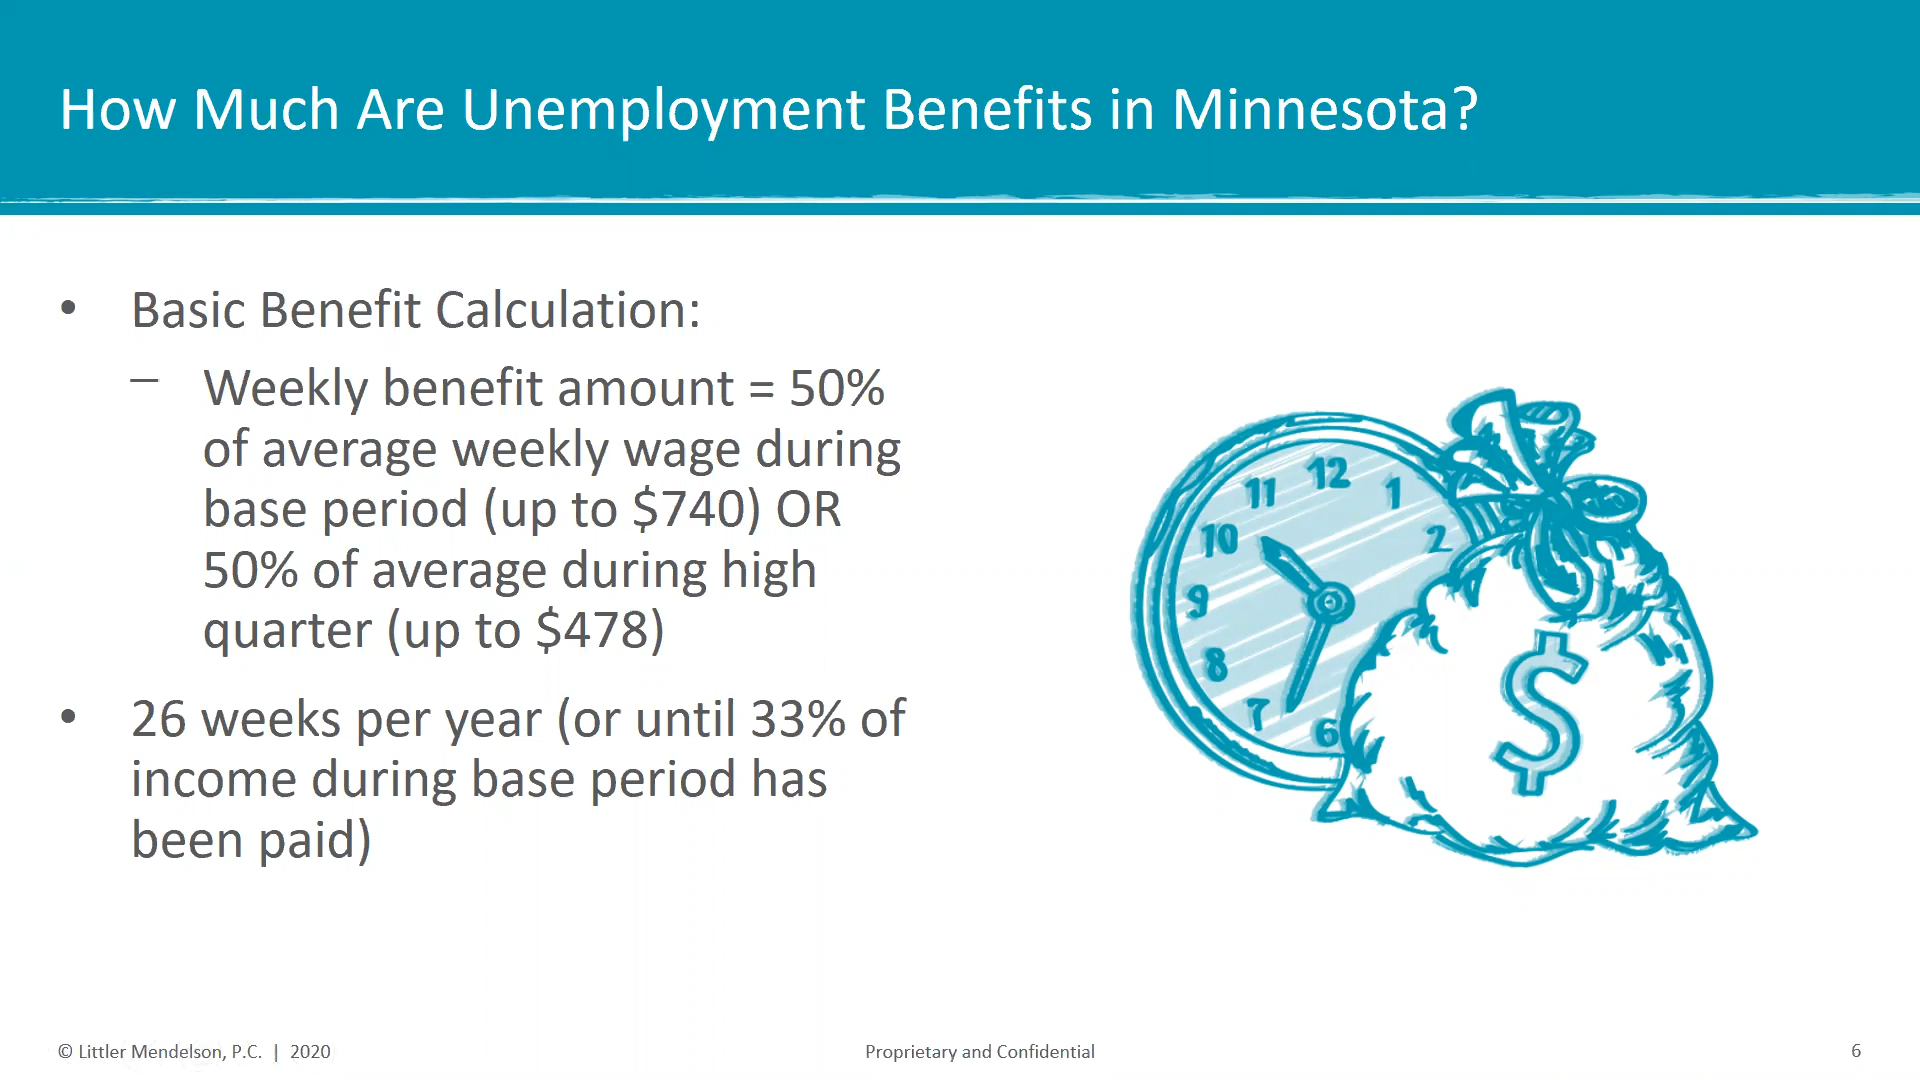 How Much Are Unemployment Benefits in Minnesota?
• Basic Benefit Calculation:
– Weekly benefit amount = 50%
of average weekly wage during
base period (up to $740) OR
50% of average during high
quarter (up to $478)
• 26 weeks per year (or until 33% of
income during base period has
been paid)
12
11
1
10
2
9
8
7
6
$
© Littler Mendelson, P.C. | 2020
Proprietary and Confidential
6